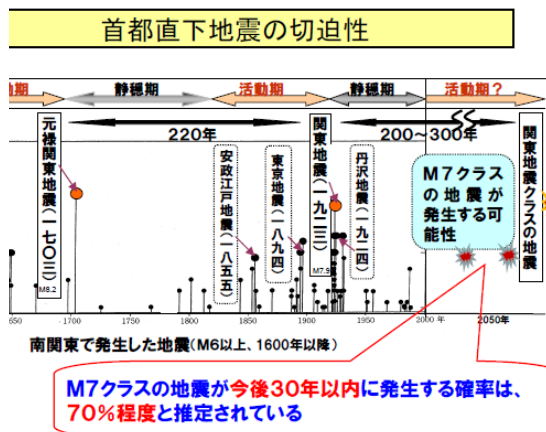 首都直下地震の切迫性
動期
静穏期
活動期
静穏期
活動期？
220年
200～300年
元禄関東地震(一七〇三)
M8.2
安政江戸地震(一八五五)
東京地震(一八九四)
関東地震(一九二三)
M7.9
丹沢地震(一九二四)
M7クラス
の地震が
発生する可
能性
関東地震クラスの地震
650
1700
1750
1800
1850
1900
1950
2000 年
2050年
南関東で発生した地震(M6以上、1600年以降)
M7クラスの地震が今後30年以内に発生する確率は、
70%程度と推定されている